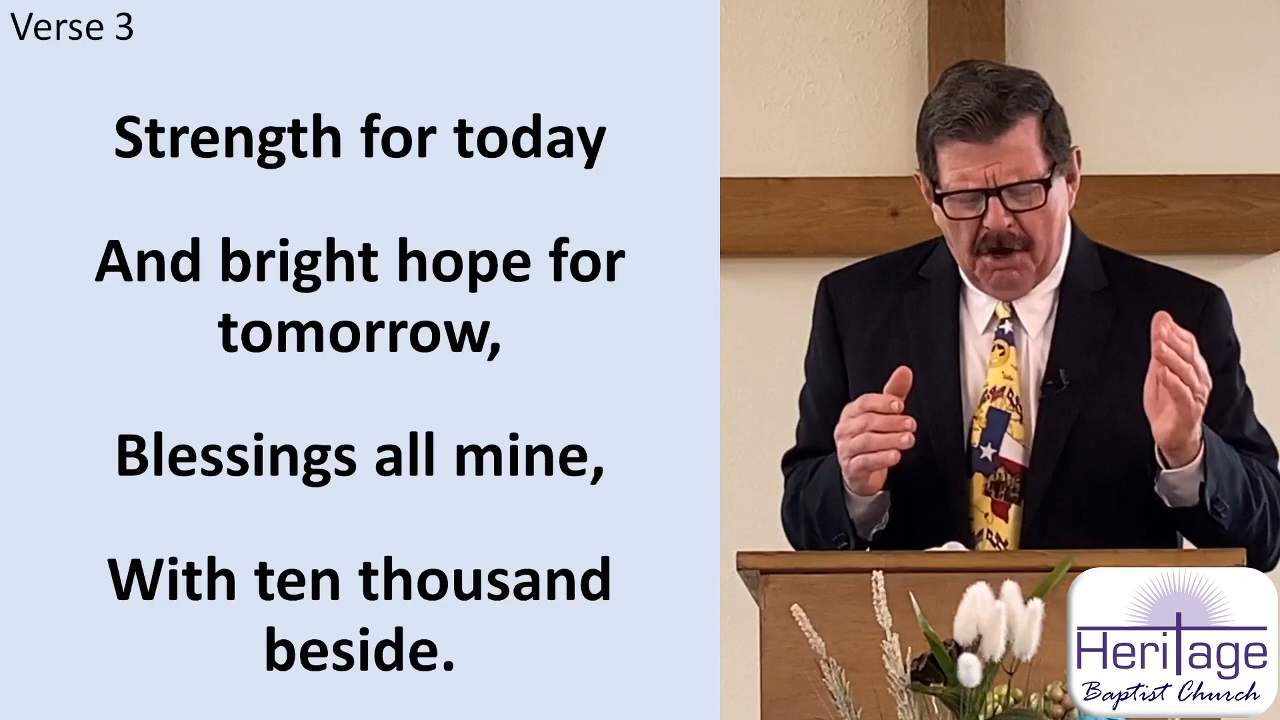 Verse 3
Strength for today
And bright hope for
tomorrow,
Blessings all mine,
With ten thousand
beside.
Heritage
Baptist Church